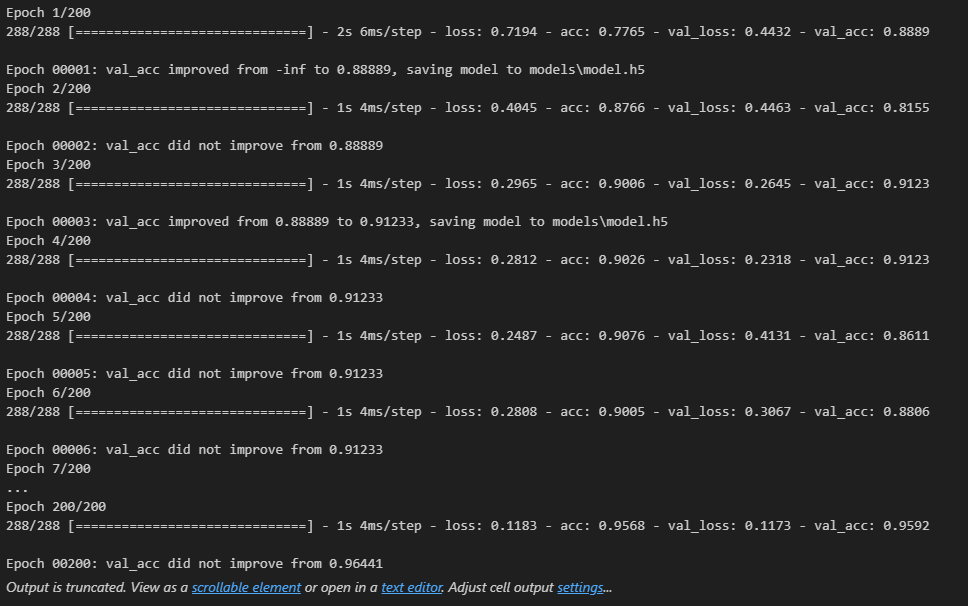 Epoch 1/200
288/288 [==============================] - 2s 6ms/step - loss: 0.7194 - acc: 0.7765 - val_loss: 0.4432 - val_acc: 0.8889
Epoch 00001: val_acc improved from -inf to 0.88889, saving model to models\model.h5
Epoch 2/200
288/288 [==============================] - 1s 4ms/step - loss: 0.4045 - acc: 0.8766 - val_loss: 0.4463 - val_acc: 0.8155
Epoch 00002: val_acc did not improve from 0.88889
Epoch 3/200
288/288 [==============================] - 1s 4ms/step - loss: 0.2965 - acc: 0.9006 - val_loss: 0.2645 - val_acc: 0.9123
Epoch 00003: val_acc improved from 0.88889 to 0.91233, saving model to models\model.h5
Epoch 4/200
288/288 [==============================] - 1s 4ms/step - loss: 0.2812 - acc: 0.9026 - val_loss: 0.2318 - val_acc: 0.9123
Epoch 00004: val_acc did not improve from 0.91233
Epoch 5/200
288/288 [==============================] - 1s 4ms/step - loss: 0.2487 - acc: 0.9076 - val_loss: 0.4131 - val_acc: 0.8611
Epoch 00005: val_acc did not improve from 0.91233
Epoch 6/200
288/288 [==============================] - 1s 4ms/step - loss: 0.2808 - acc: 0.9005 - val_loss: 0.3067 - val_acc: 0.8806
Epoch 00006: val_acc did not improve from 0.91233
Epoch 7/200
...
Epoch 200/200
288/288 [==============================] - 1s 4ms/step - loss: 0.1183 - acc: 0.9568 - val_loss: 0.1173 - val_acc: 0.9592
Epoch 00200: val_acc did not improve from 0.96441
Output is truncated. View as a scrollable element or open in a text editor. Adjust cell output settings...